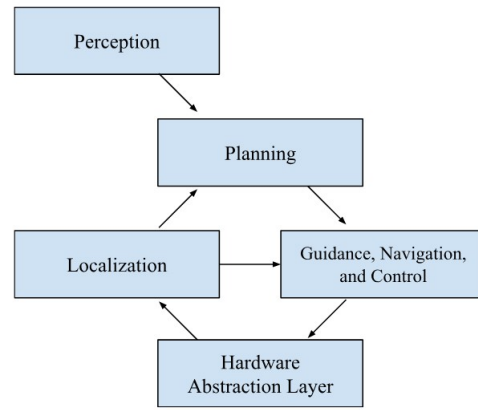 Perception
Planning
Localization
Guidance, Navigation,
and Control
Hardware
Abstraction Layer